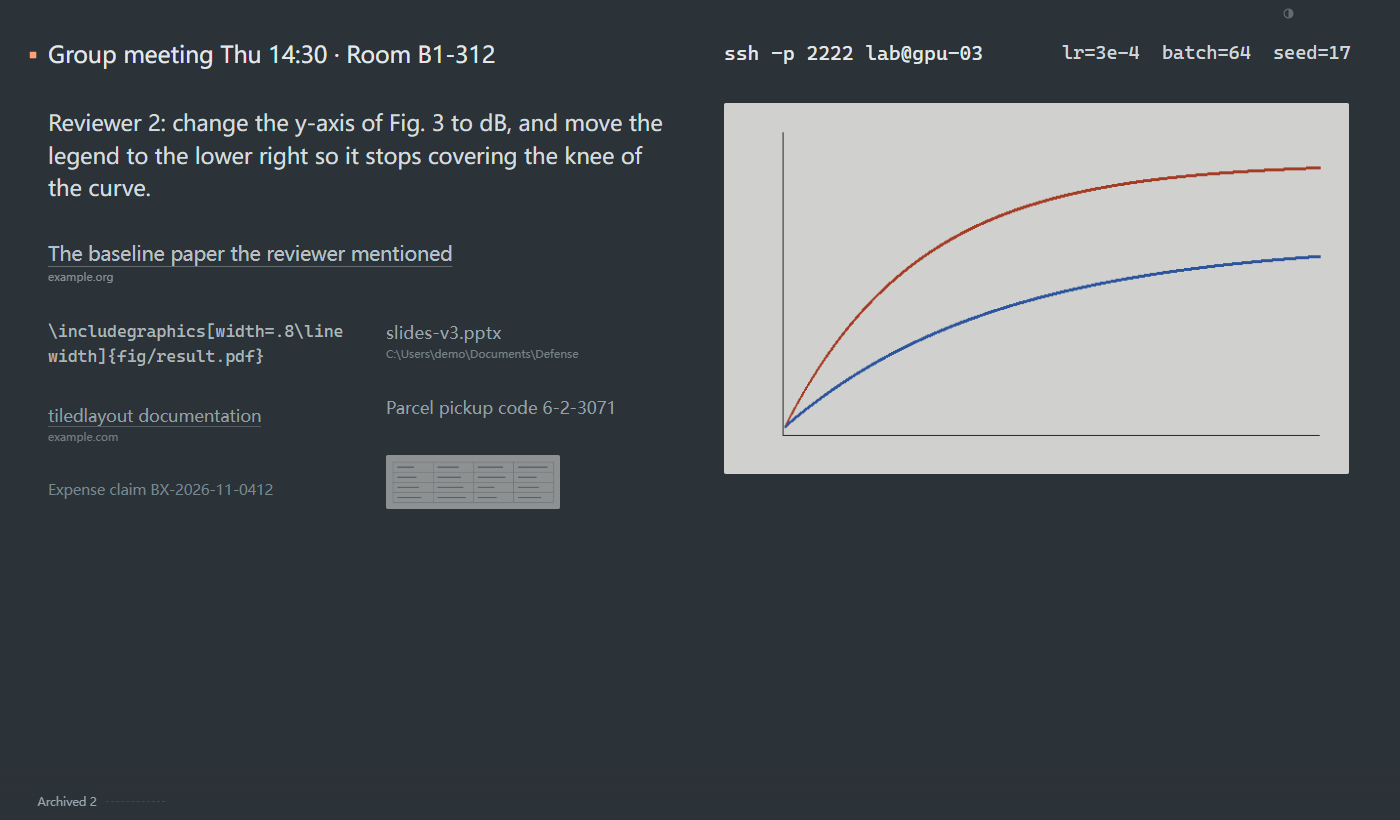 Group meeting Thu 14:30 · Room B1-312
ssh -p 2222 lab@gpu-03
lr=3e-4 batch=64 seed=17
Reviewer 2: change the y-axis of Fig. 3 to dB, and move the
legend to the lower right so it stops covering the knee of
the curve.
The baseline paper the reviewer mentioned
example.org
\includegraphics[width=.8\line
width]{fig/result.pdf}
slides-v3.pptx
C:\Users\demo\Documents\Defense
tiledlayout documentation
example.com
Parcel pickup code 6-2-3071
Expense claim BX-2026-11-0412
Archived 2